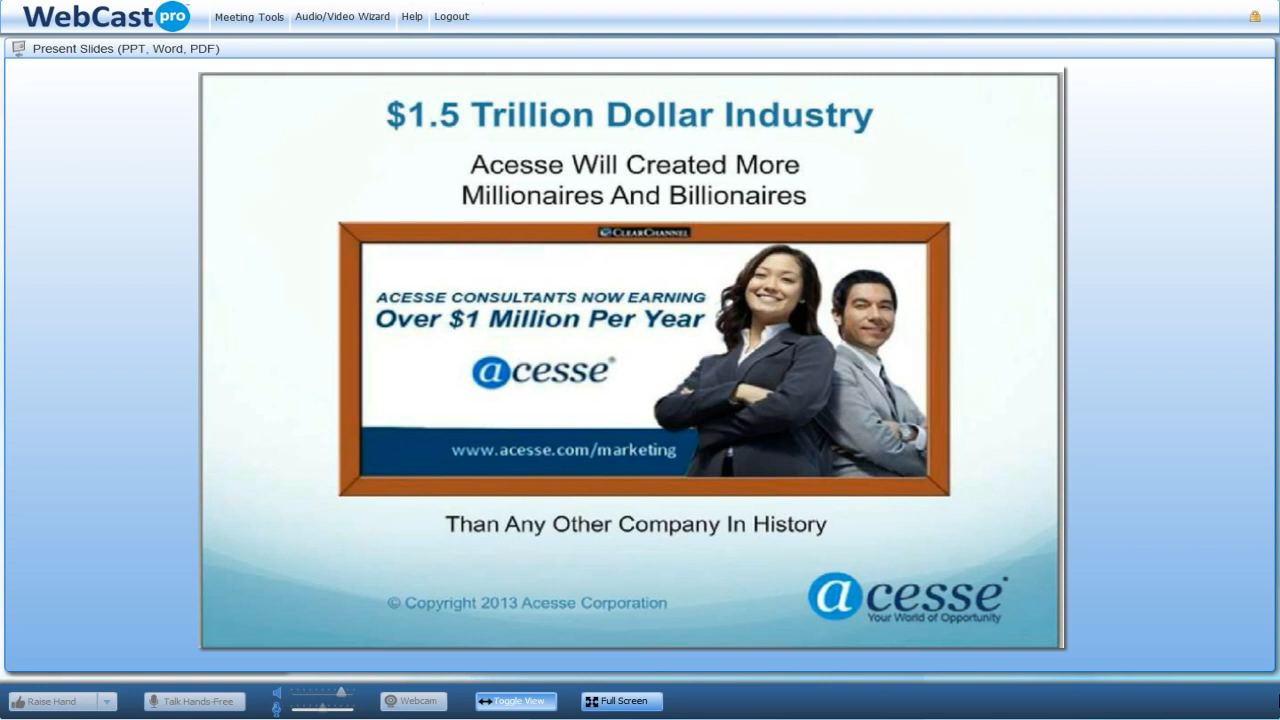 WebCast pro
Meeting Tools Audio/Video Wizard Help Logout
Present Slides (PPT, Word, PDF)
$1.5 Trillion Dollar Industry
Acesse Will Created More
Millionaires And Billionaires
CLEARCHANNEL
ACESSE CONSULTANTS NOW EARNING
Over $1 Million Per Year
acesse
www.acesse.com/marketing
Than Any Other Company In History
© Copyright 2013 Acesse Corporation
acesse
Your World of Opportunity
Raise Hand Talk Hands-Free Webcam Toggle View Full Screen